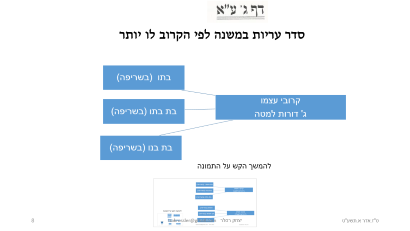 דף ג' ע"א
סדר עריות במשנה לפי הקרוב לו יותר
בתו (בשריפה)
קרובי עצמו
ג' דורות למטה
בת בתו (בשריפה)
בת בנו (בשריפה)
להמשך הקש על התמונה
8